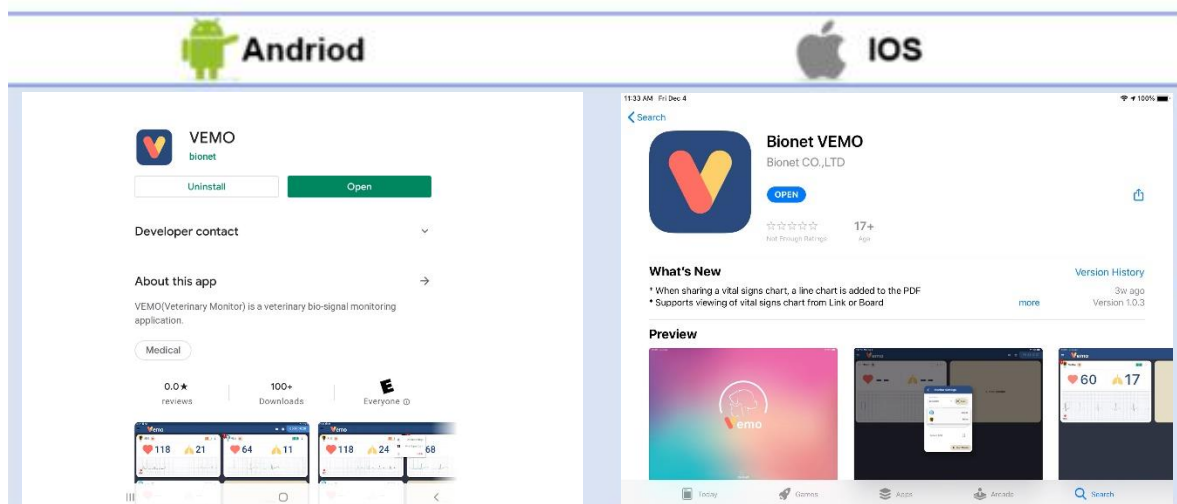 Andriod
IOS
VEMO
bionet
Uninstall
Open
Developer contact
About this app
VEMO(Veterinary Monitor) is a veterinary bio-signal monitoring
application.
Medical
0.0★
reviews
100+
Downloads
E
Everyone
Vemo
118 21
64 11
118 24
68
11:33 AM Fri Dec 4
100%
Search
Bionet VEMO
Bionet CO.,LTD
OPEN
☆☆☆☆☆
Not Enough Ratings
17+
Age
What's New
Version History
* When sharing a vital signs chart, a line chart is added to the PDF
3w ago
* Supports viewing of vital signs chart from Link or Board
more
Version 1.0.3
Preview
Vemo
Vemo
Vemo
60 17
Today
Games
Apps
Arcade
Search